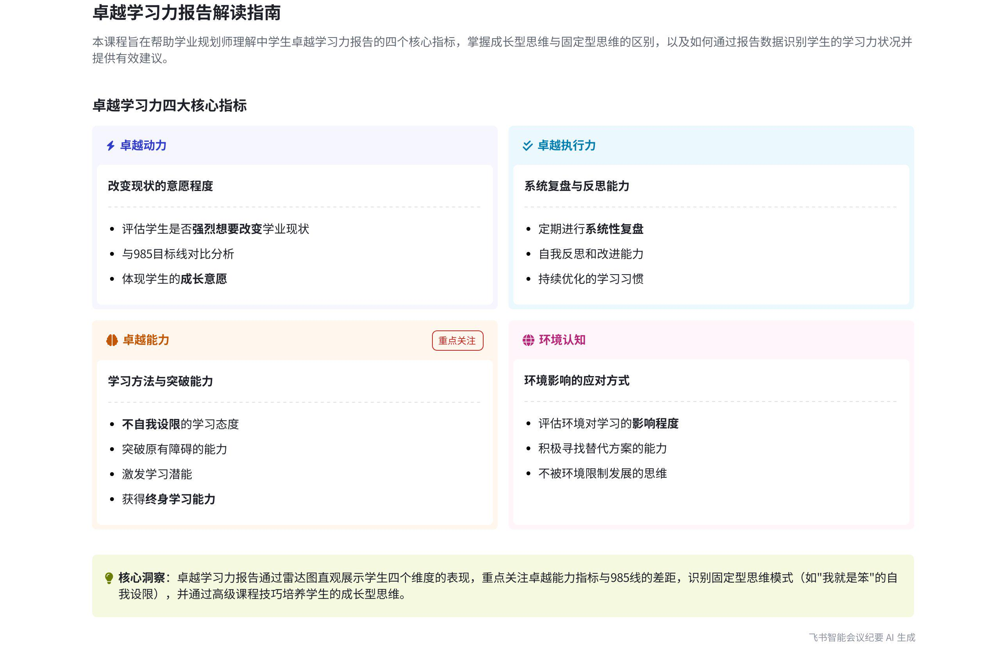 卓越学习力报告解读指南
本课程旨在帮助学业规划师理解中学生卓越学习力报告的四个核心指标，掌握成长型思维与固定型思维的区别，以及如何通过报告数据识别学生的学习力状况并
提供有效建议。
卓越学习力四大核心指标
卓越动力
改变现状的意愿程度
• 评估学生是否强烈想要改变学业现状
• 与985目标线对比分析
• 体现学生的成长意愿
卓越执行力
系统复盘与反思能力
• 定期进行系统性复盘
• 自我反思和改进能力
• 持续优化的学习习惯
卓越能力
重点关注
学习方法与突破能力
• 不自我设限的学习态度
• 突破原有障碍的能力
• 激发学习潜能
• 获得终身学习能力
环境认知
环境影响的应对方式
• 评估环境对学习的影响程度
• 积极寻找替代方案的能力
• 不被环境限制发展的思维
核心洞察：卓越学习力报告通过雷达图直观展示学生四个维度的表现，重点关注卓越能力指标与985线的差距，识别固定型思维模式（如"我就是笨"的自
我设限），并通过高级课程技巧培养学生的成长型思维。
飞书智能会议纪要 AI 生成